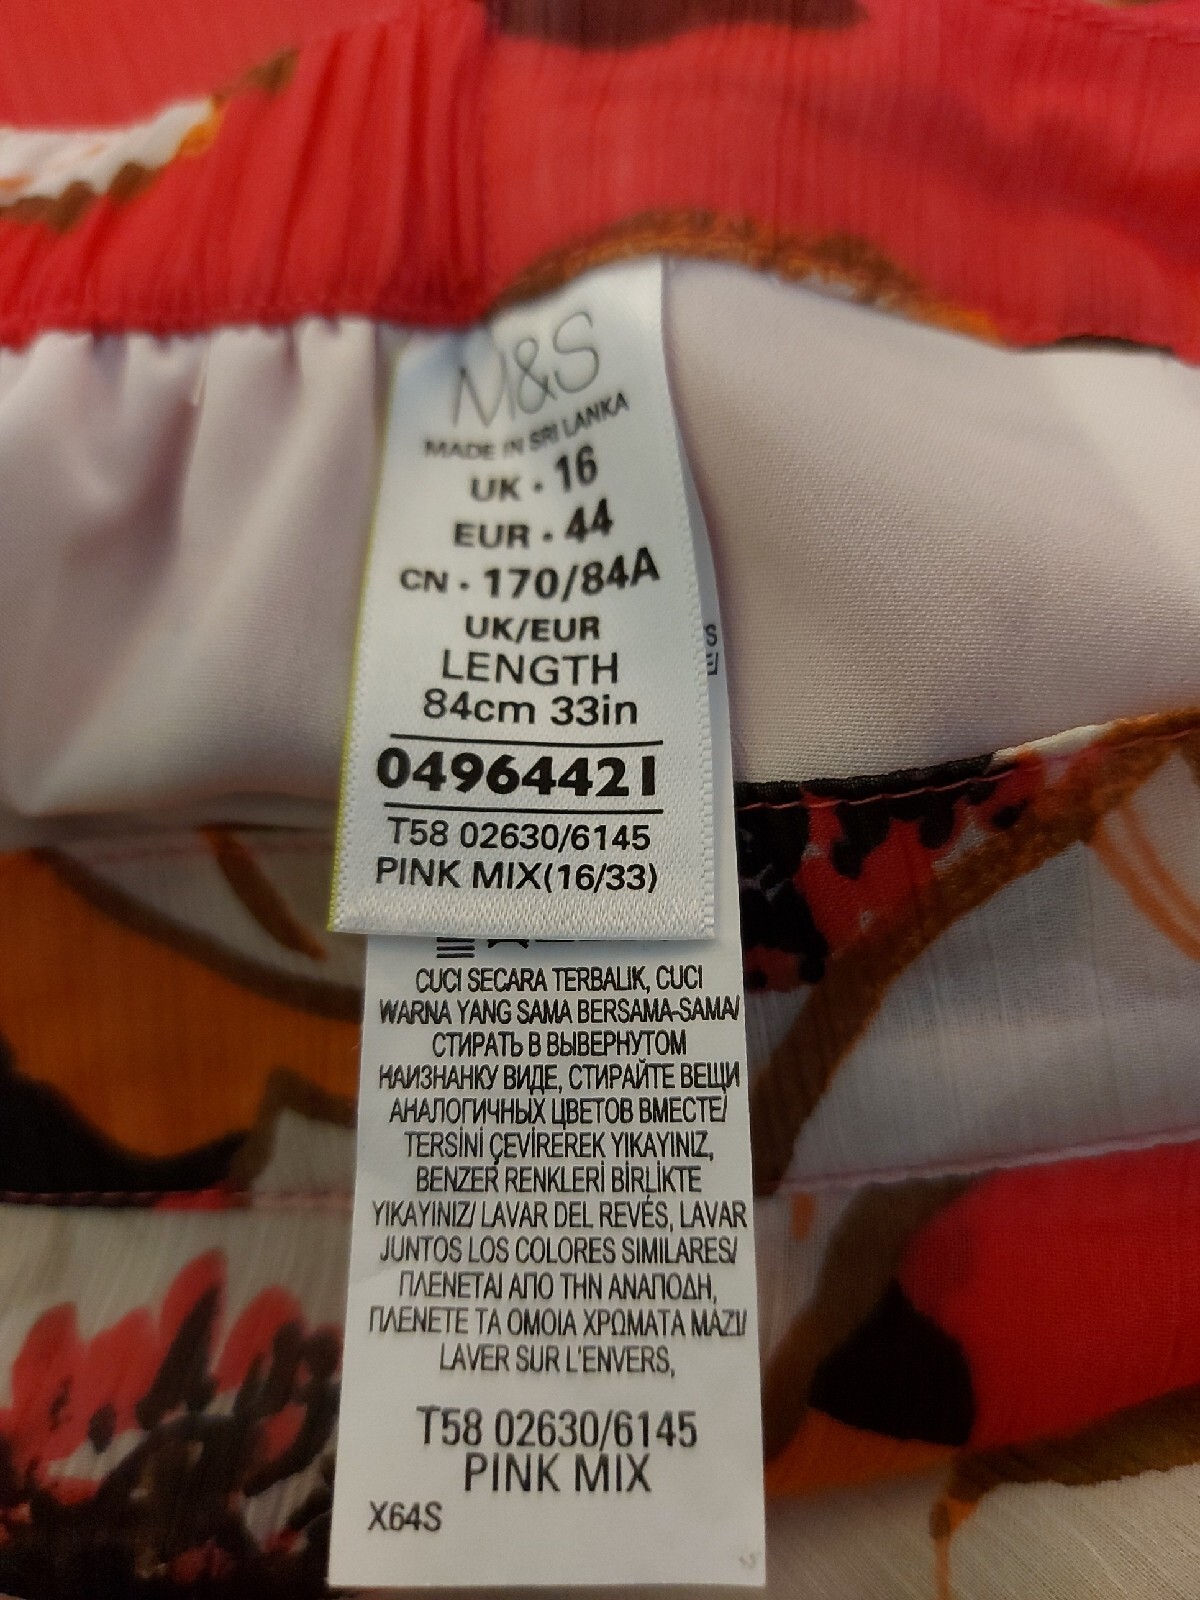 M&S
MADE IN SRI LANKA
UK · 16
EUR · 44
CN · 170/84A
UK/EUR
LENGTH
84cm 33in
04964421
T58 02630/6145
PINK MIX(16/33)
CUCI SECARA TERBALIK, CUCI
WARNA YANG SAMA BERSAMA-SAMA/
СТИРАТЬ В ВЫВЕРНУТОМ
НАИЗНАНКУ ВИДЕ, СТИРАЙТЕ ВЕЩИ
АНАЛОГИЧНЫХ ЦВЕТОВ ВМЕСТЕ/
TERSİNİ ÇEVİREREK YIKAYINIZ,
BENZER RENKLERİ BİRLİKTE
YIKAYINIZ/ LAVAR DEL REVÉS, LAVAR
JUNTOS LOS COLORES SIMILARES/
ΠΛΕΝΕΤΑΙ ΑΠΟ ΤΗΝ ΑΝΑΠΟΔΗ,
ΠΛΕΝΕΤΕ ΤΑ ΟΜΟΙΑ ΧΡΩΜΑΤΑ ΜΑΖΙ/
LAVER SUR L'ENVERS,
T58 02630/6145
PINK MIX
X64S